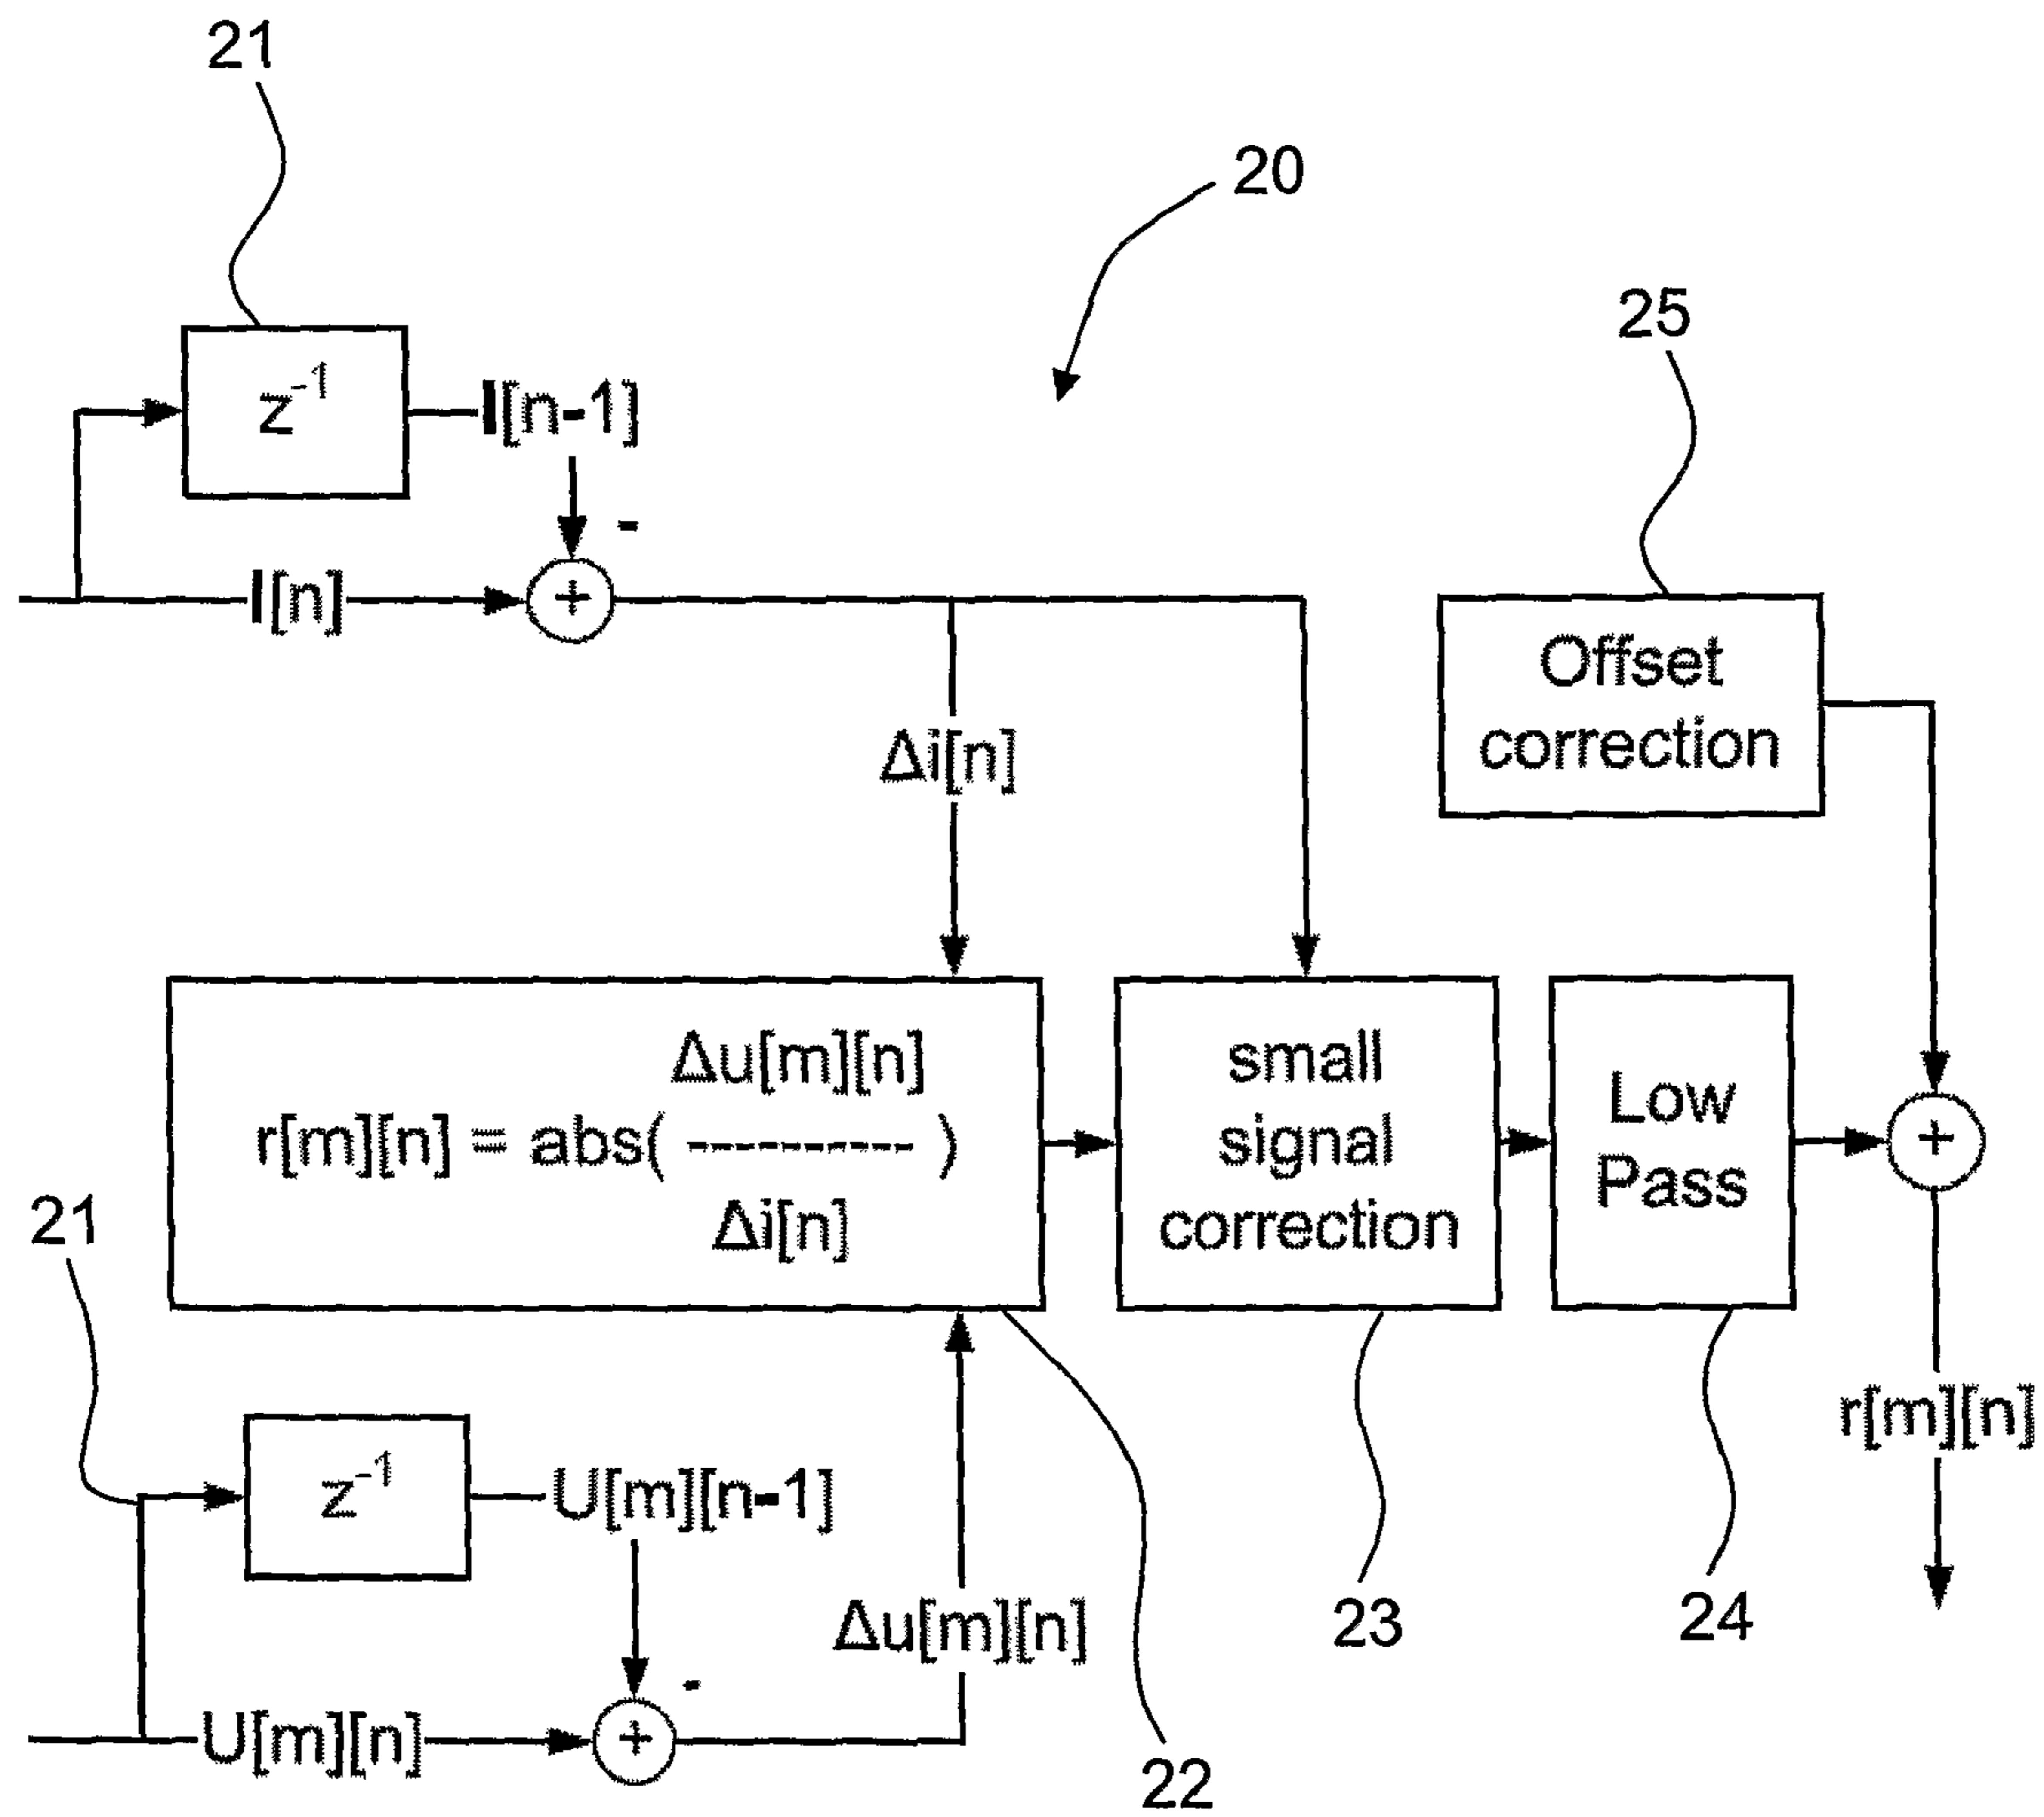 21
20
25
z⁻¹
I[n-1]
-
I[n]
+
Offset
correction
Δi[n]
Δu[m][n]
r[m][n] = abs( ---------- )
Δi[n]
small
signal
correction
Low
Pass
+
21
z⁻¹
U[m][n-1]
r[m][n]
Δu[m][n]
23
24
-
U[m][n]
+
22